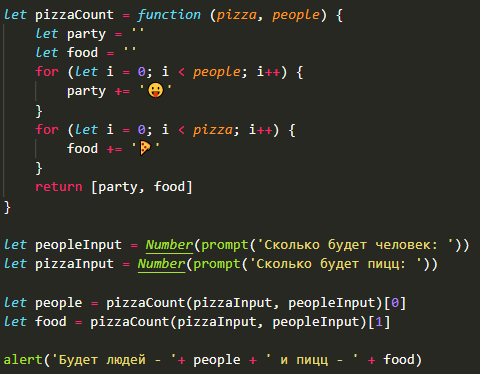 let pizzaCount = function (pizza, people) {
    let party = ''
    let food = ''
    for (let i = 0; i < people; i++) {
        party += '😛'
    }
    for (let i = 0; i < pizza; i++) {
        food += '🍕'
    }
    return [party, food]
}

let peopleInput = Number(prompt('Сколько будет человек: '))
let pizzaInput = Number(prompt('Сколько будет пицц: '))

let people = pizzaCount(pizzaInput, peopleInput)[0]
let food = pizzaCount(pizzaInput, peopleInput)[1]

alert('Будет людей - '+ people + ' и пицц - ' + food)